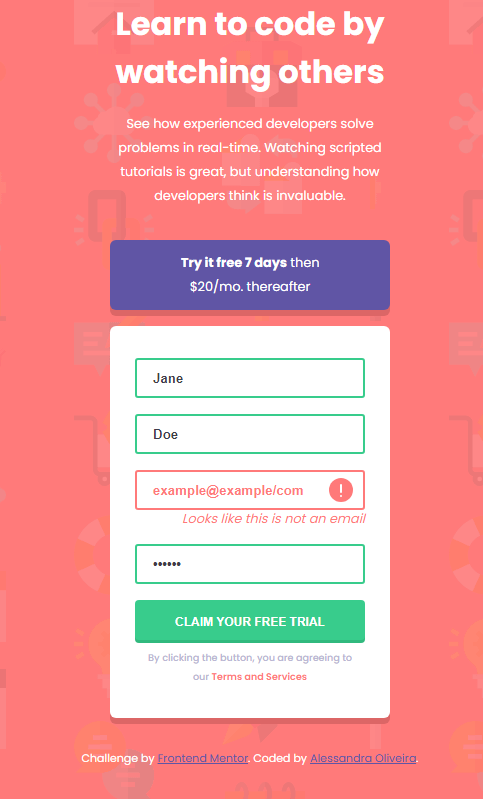 Learn to code by
watching others
See how experienced developers solve
problems in real-time. Watching scripted
tutorials is great, but understanding how
developers think is invaluable.
Try it free 7 days then
$20/mo. thereafter
Jane
Doe
example@example/com
!
Looks like this is not an email
••••••
CLAIM YOUR FREE TRIAL
By clicking the button, you are agreeing to
our Terms and Services
Challenge by Frontend Mentor. Coded by Alessandra Oliveira.